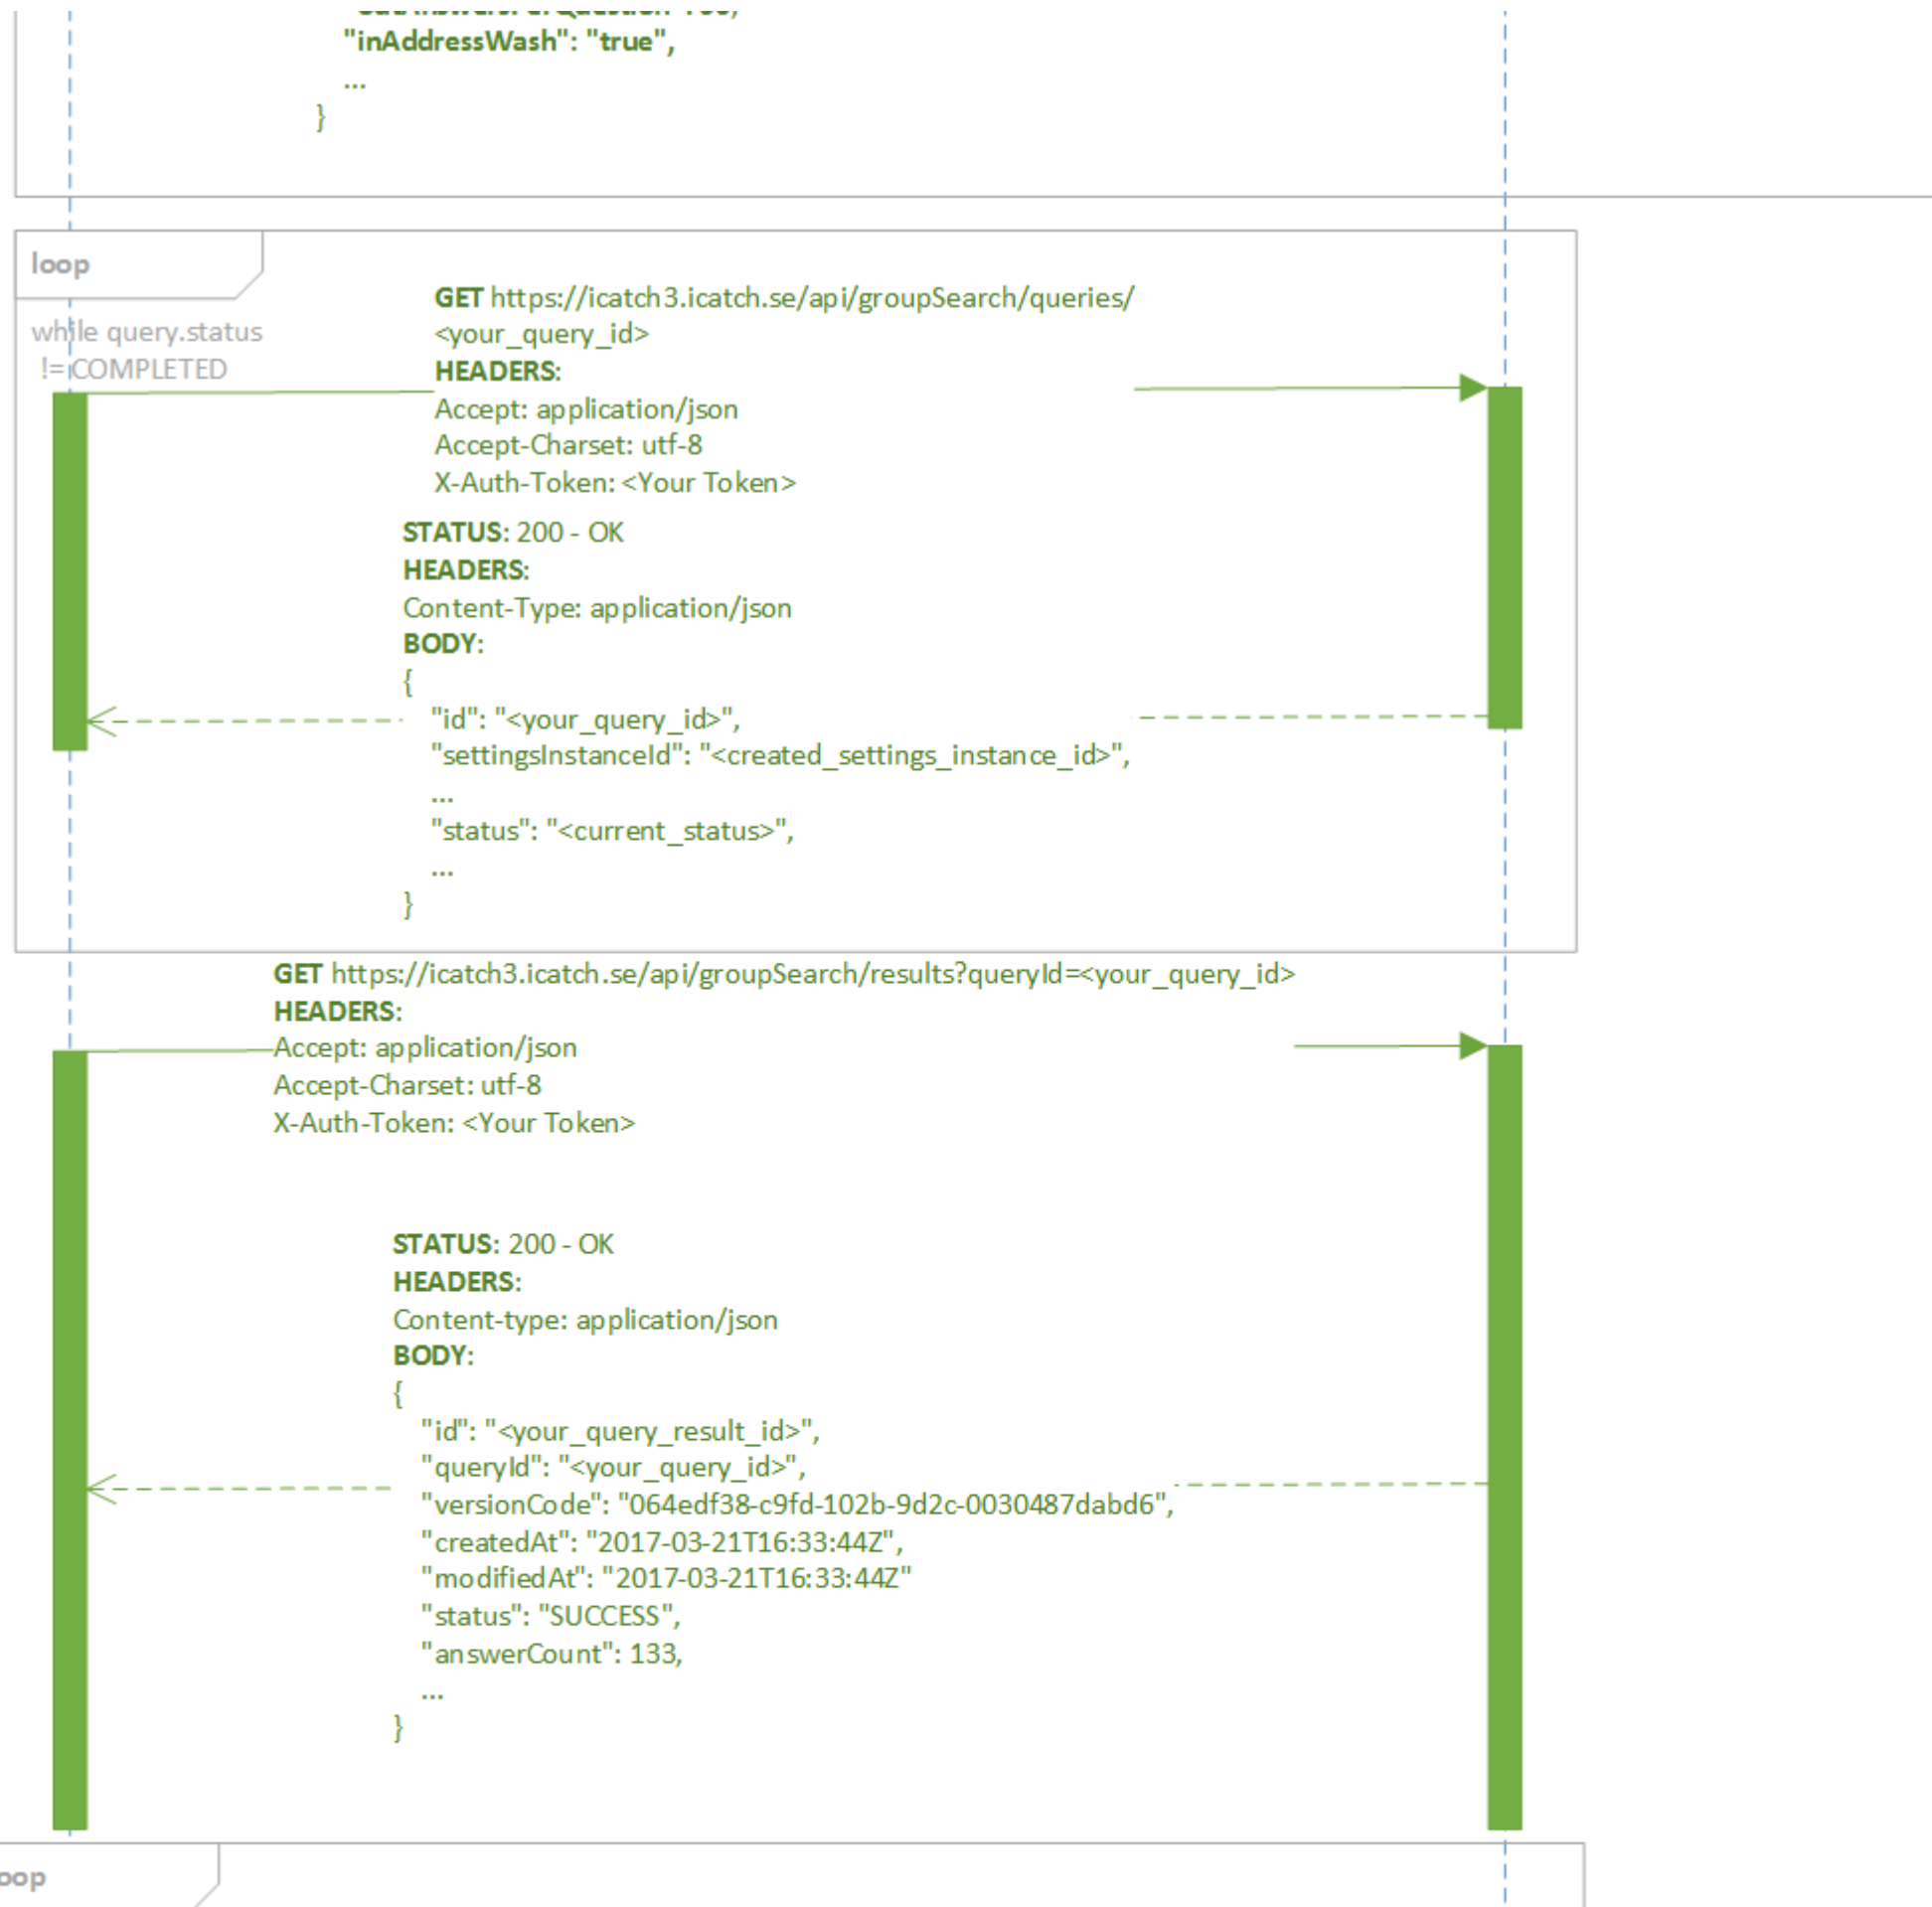 "inAddressWash": "true",
...
}
loop
while query.status
!= COMPLETED
GET https://icatch3.icatch.se/api/groupSearch/queries/
<your_query_id>
HEADERS:
Accept: application/json
Accept-Charset: utf-8
X-Auth-Token: <Your Token>
STATUS: 200 - OK
HEADERS:
Content-Type: application/json
BODY:
{
"id": "<your_query_id>",
"settingsInstanceId": "<created_settings_instance_id>",
...
"status": "<current_status>",
...
}
GET https://icatch3.icatch.se/api/groupSearch/results?queryId=<your_query_id>
HEADERS:
Accept: application/json
Accept-Charset: utf-8
X-Auth-Token: <Your Token>
STATUS: 200 - OK
HEADERS:
Content-type: application/json
BODY:
{
"id": "<your_query_result_id>",
"queryId": "<your_query_id>",
"versionCode": "064edf38-c9fd-102b-9d2c-0030487dabd6",
"createdAt": "2017-03-21T16:33:44Z",
"modifiedAt": "2017-03-21T16:33:44Z"
"status": "SUCCESS",
"answerCount": 133,
...
}
oop